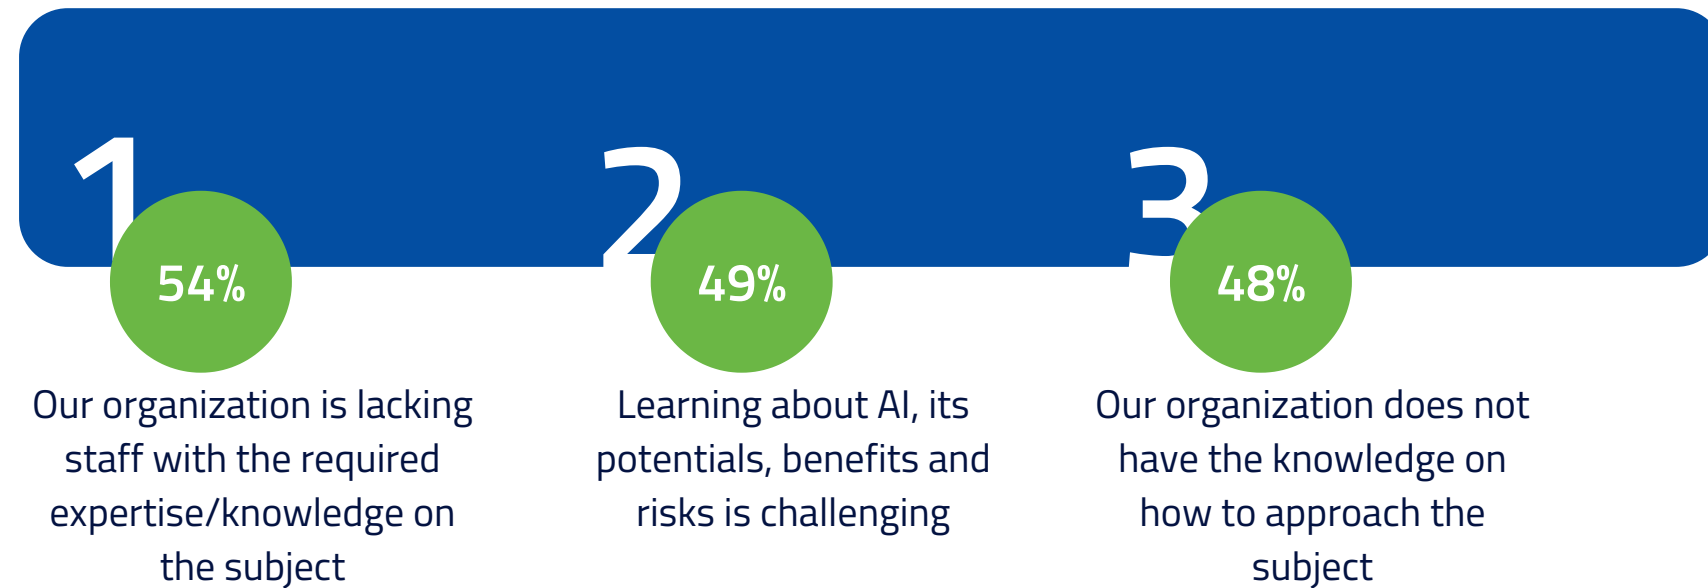 1
54%
Our organization is lacking
staff with the required
expertise/knowledge on
the subject
2
49%
Learning about AI, its
potentials, benefits and
risks is challenging
3
48%
Our organization does not
have the knowledge on
how to approach the
subject